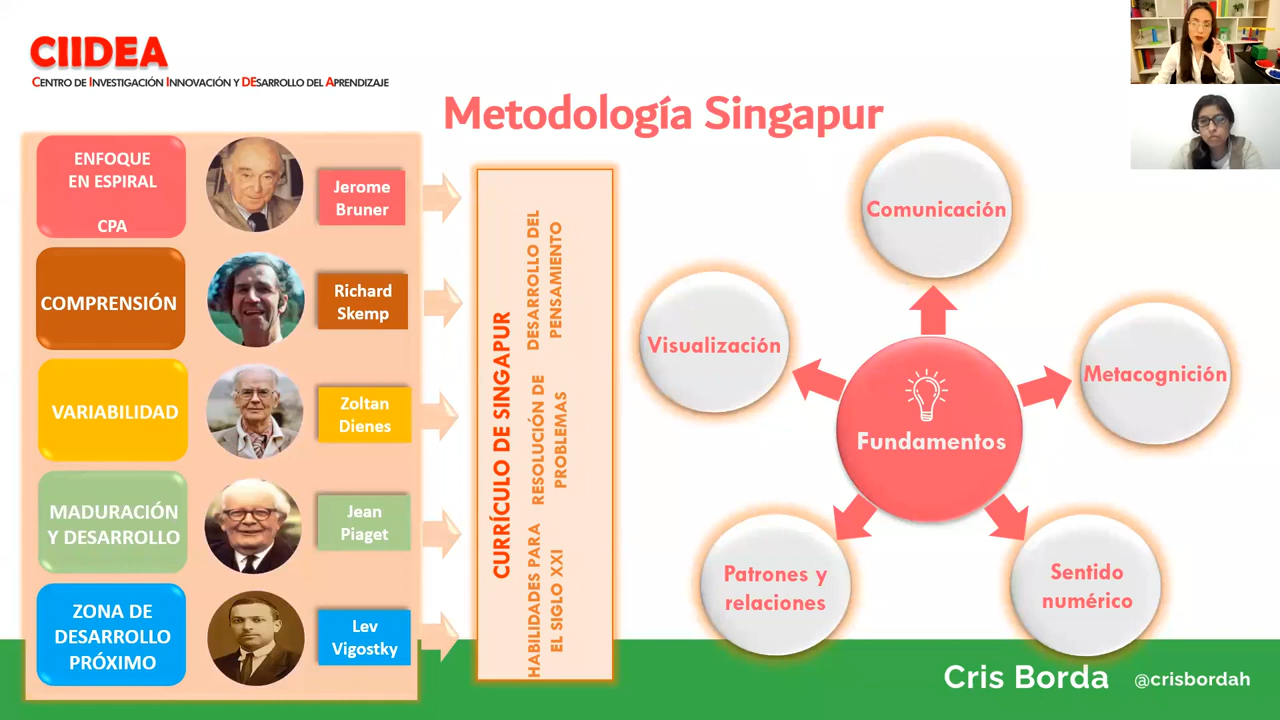 CIIDEA
CENTRO DE INVESTIGACIÓN INNOVACIÓN Y DESARROLLO DEL APRENDIZAJE
Metodología Singapur
ENFOQUE
EN ESPIRAL
CPA
Jerome
Bruner
COMPRENSIÓN
Richard
Skemp
VARIABILIDAD
Zoltan
Dienes
MADURACIÓN
Y DESARROLLO
Jean
Piaget
ZONA DE
DESARROLLO
PRÓXIMO
Lev
Vigostky
CURRÍCULO DE SINGAPUR
HABILIDADES PARA
EL SIGLO XXI
RESOLUCIÓN DE
PROBLEMAS
DESARROLLO DEL
PENSAMIENTO
Comunicación
Visualización
Metacognición
Fundamentos
Patrones y
relaciones
Sentido
numérico
Cris Borda @crisbordah